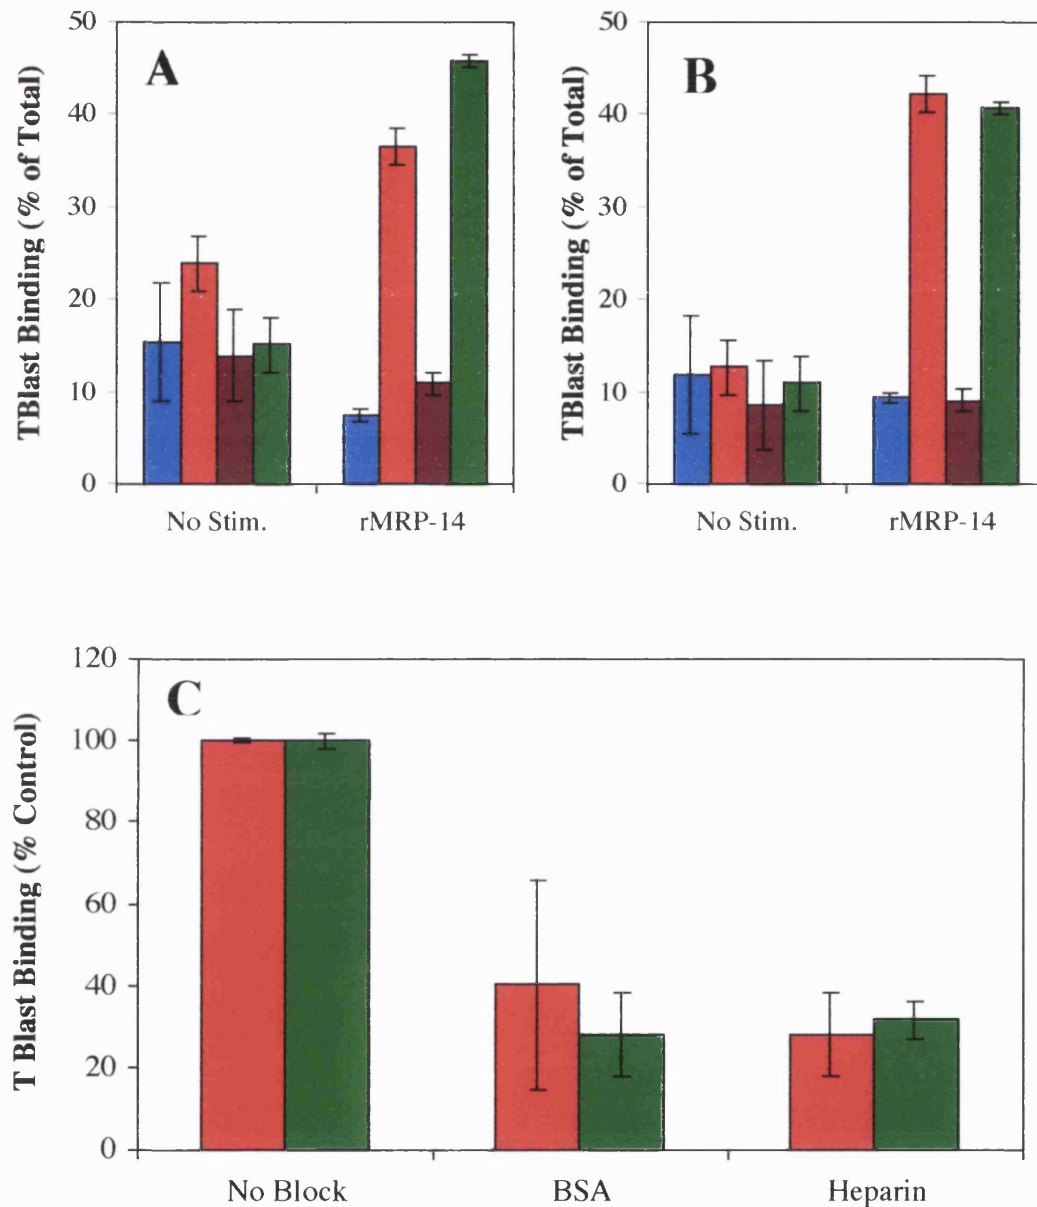 A
TBlast Binding (% of Total)
50
40
30
20
10
0
No Stim.
rMRP-14
B
TBlast Binding (% of Total)
50
40
30
20
10
0
No Stim.
rMRP-14
C
T Blast Binding (% Control)
120
100
80
60
40
20
0
No Block
BSA
Heparin